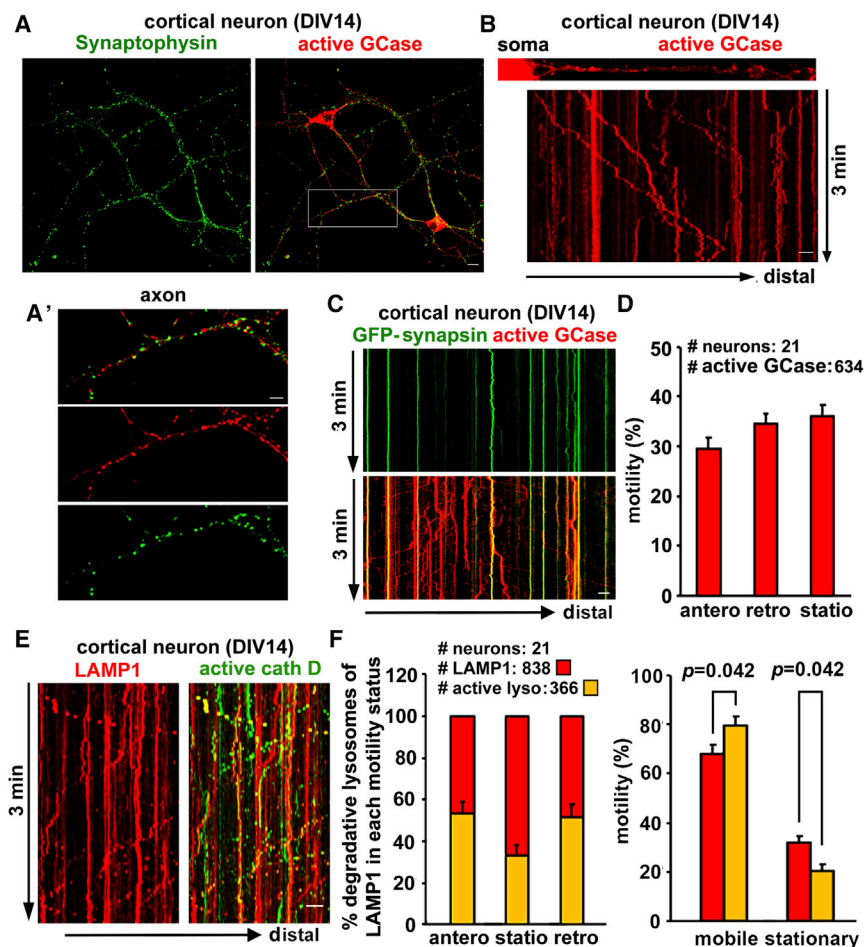 A
cortical neuron (DIV14)
Synaptophysin
active GCase
B
soma
active GCase
3 min
distal
A'
axon
C
cortical neuron (DIV14)
GFP-synapsin active GCase
3 min
3 min
distal
D
# neurons: 21
# active GCase: 634
motility (%)
50
40
30
20
10
0
antero retro statio
E
cortical neuron (DIV14)
LAMP1
active cath D
3 min
distal
F
# neurons: 21
# LAMP1: 838
# active lyso: 366
% degradative lysosomes of
LAMP1 in each motility status
120
100
80
60
40
20
0
antero statio retro
motility (%)
100
80
60
40
20
0
p=0.042
p=0.042
mobile stationary